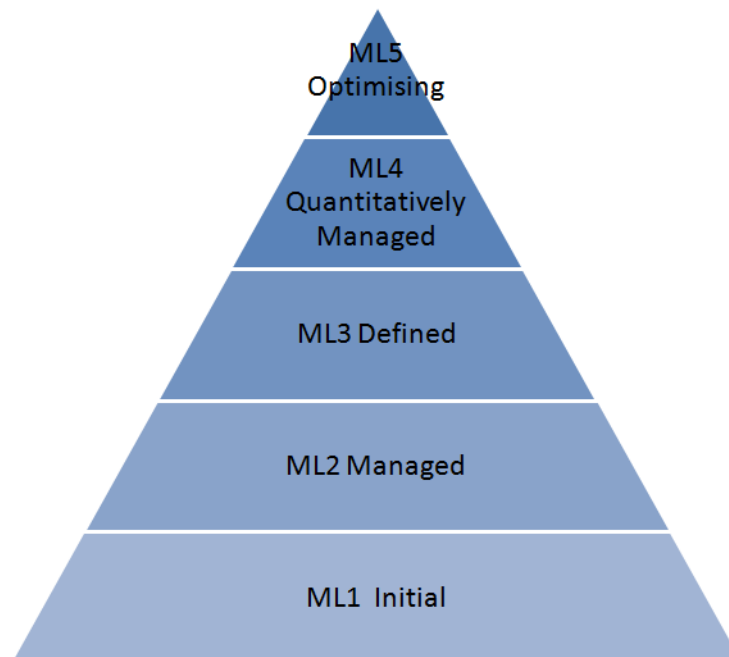 ML5
Optimising
ML4
Quantitatively
Managed
ML3 Defined
ML2 Managed
ML1  Initial